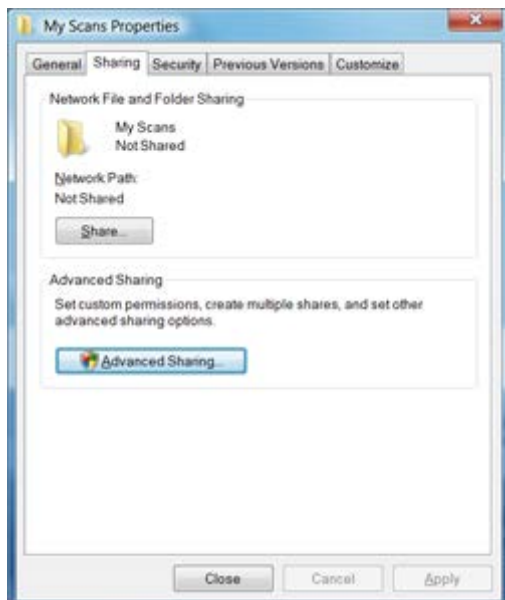 My Scans Properties
General Sharing Security Previous Versions Customize
Network File and Folder Sharing
My Scans
Not Shared
Network Path:
Not Shared
Share...
Advanced Sharing
Set custom permissions, create multiple shares, and set other
advanced sharing options.
Advanced Sharing...
Close Cancel Apply